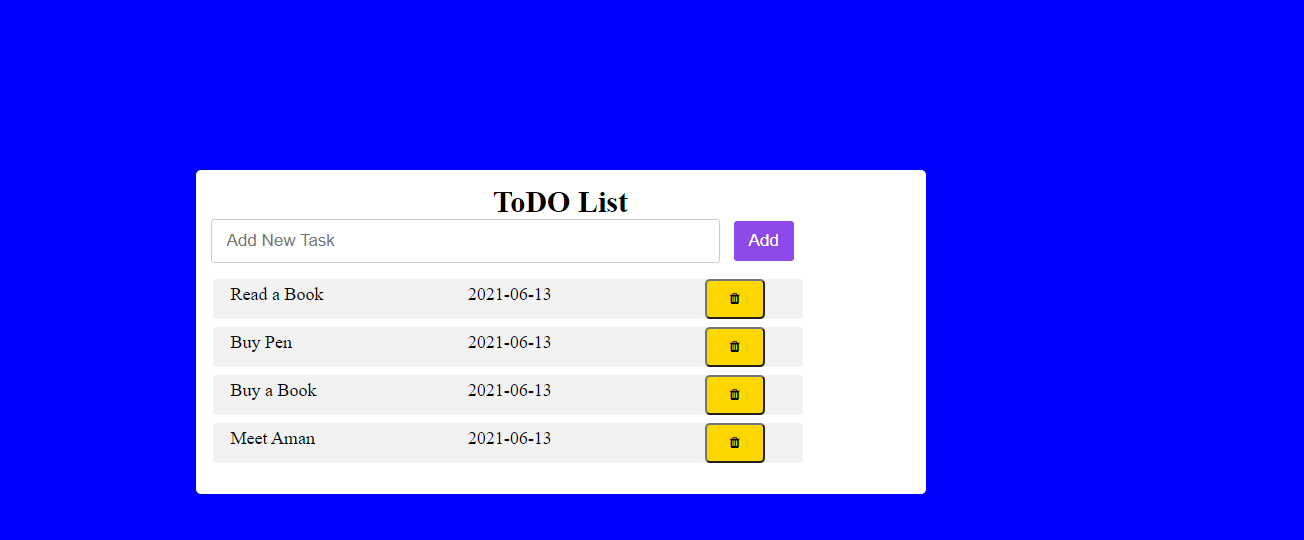 ToDO List
Add New Task Add
Read a Book 2021-06-13
Buy Pen 2021-06-13
Buy a Book 2021-06-13
Meet Aman 2021-06-13